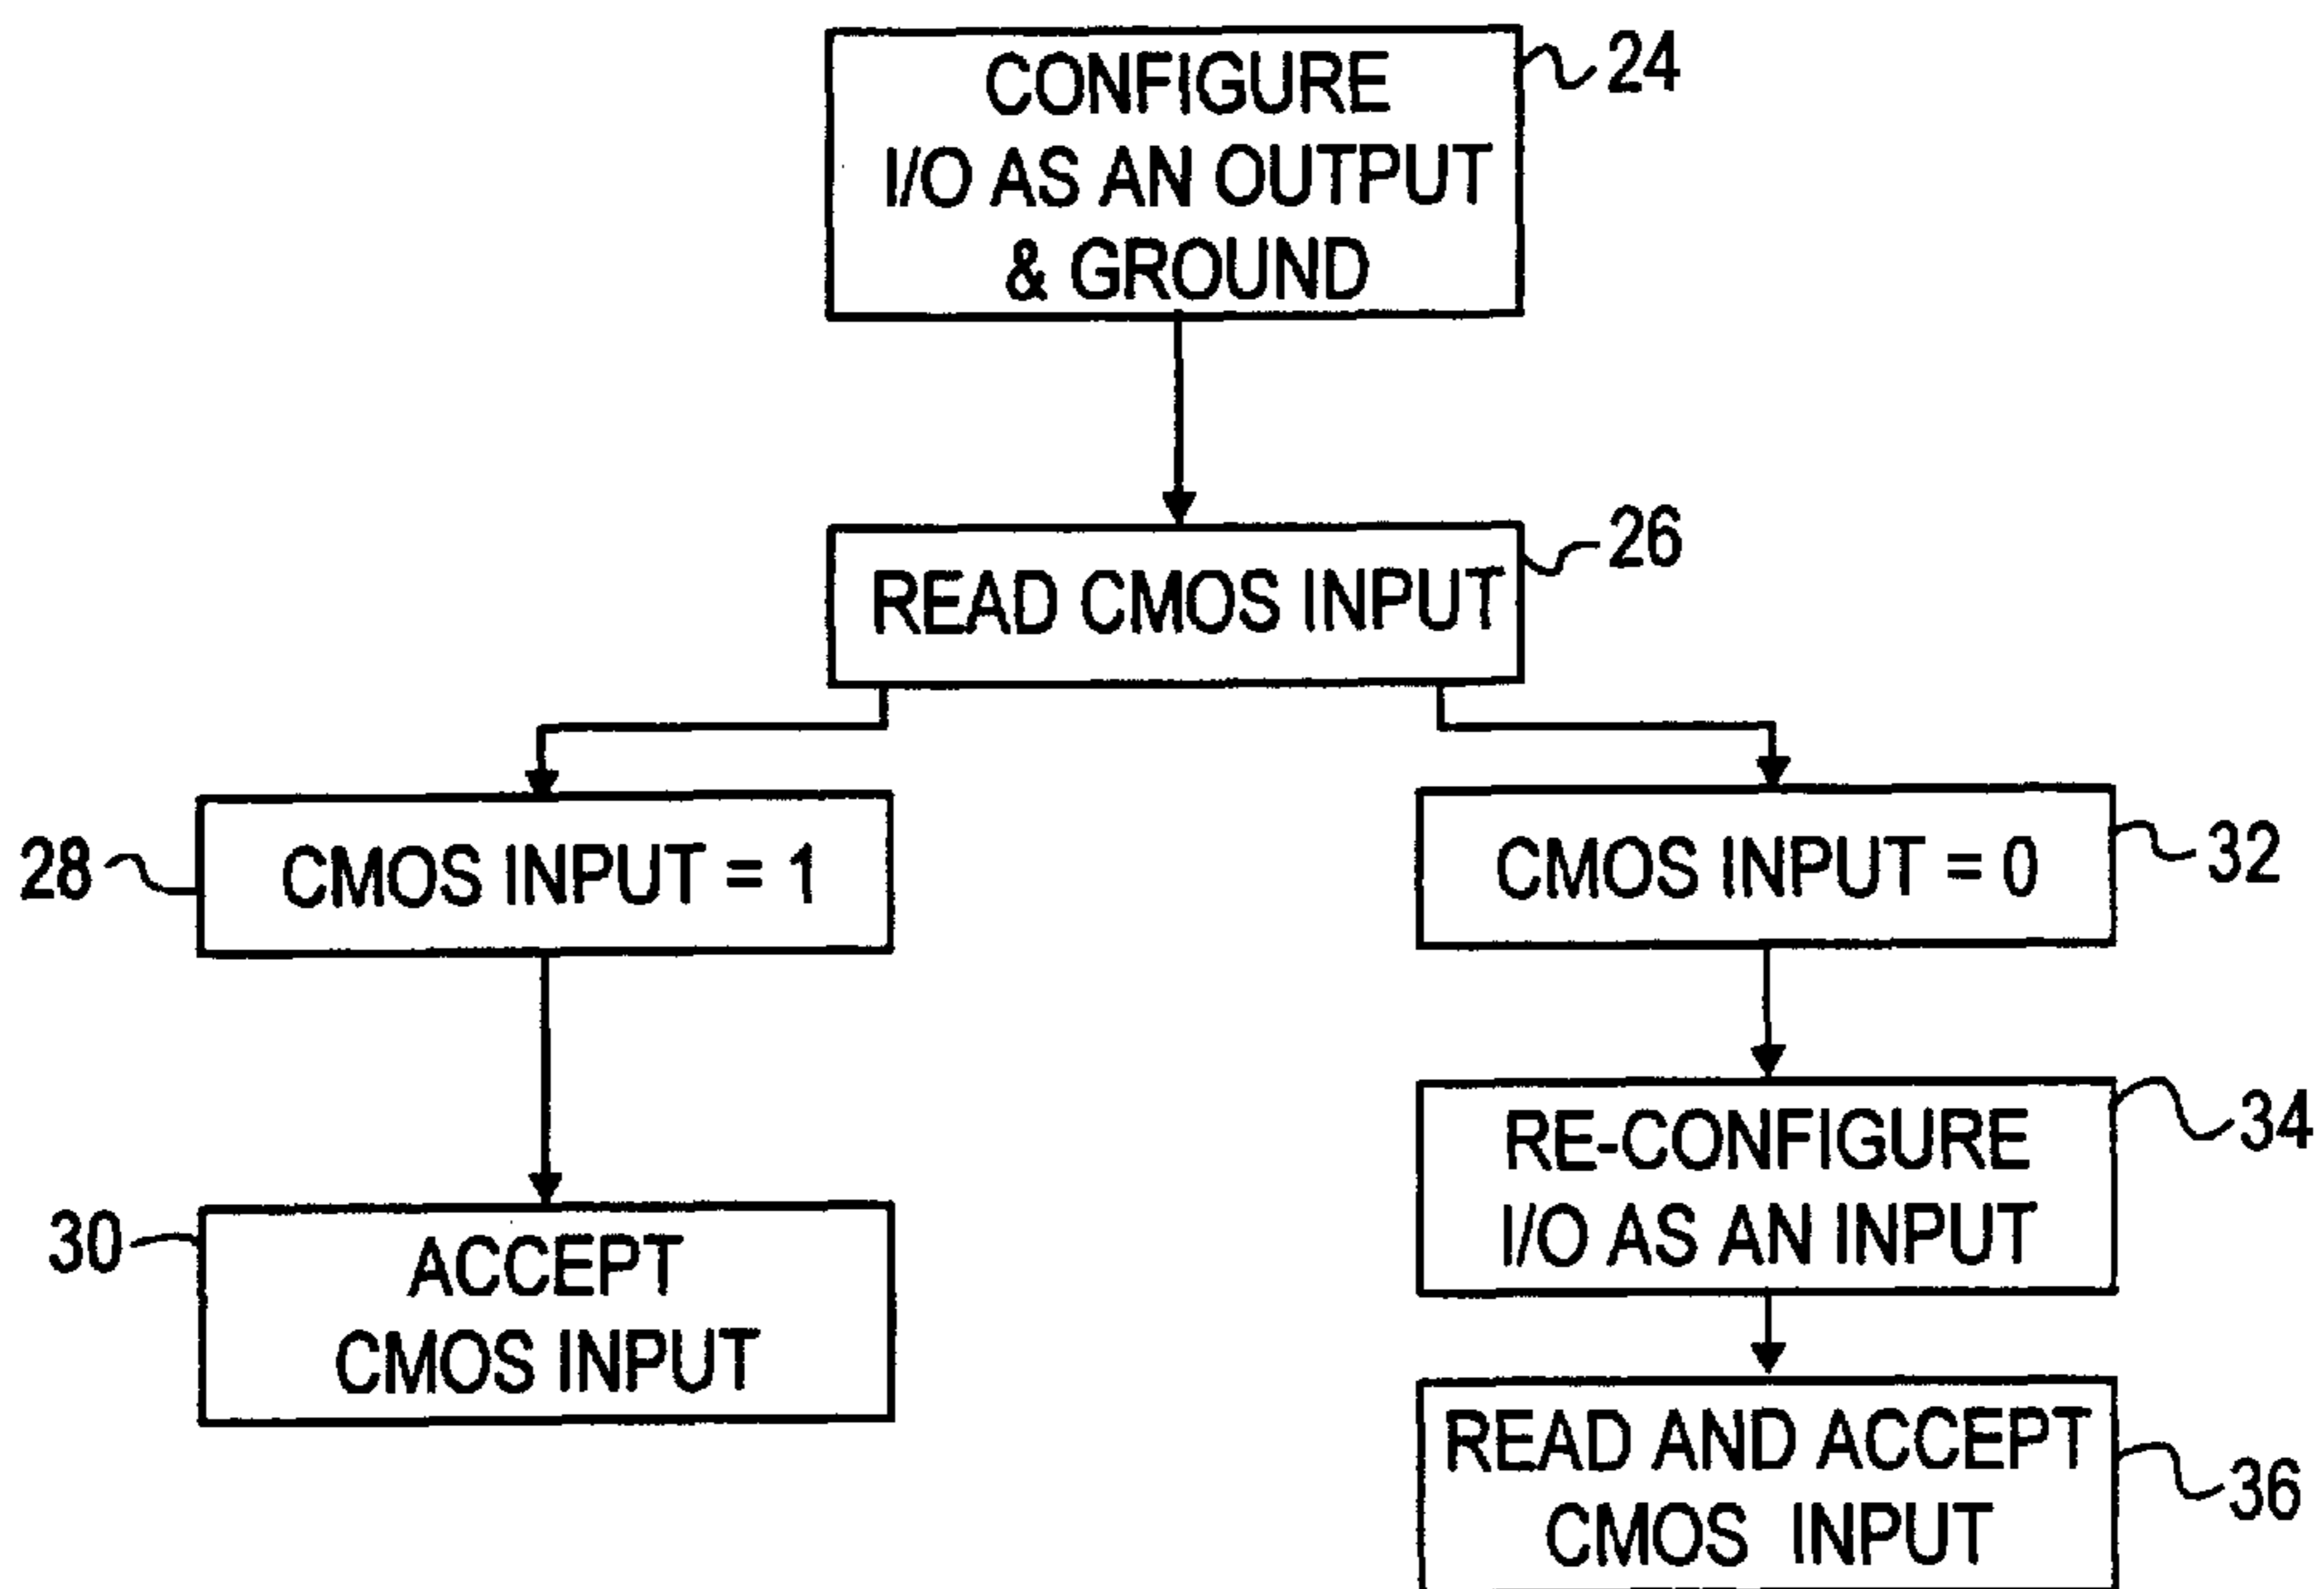 CONFIGURE
I/O AS AN OUTPUT
& GROUND
24
READ CMOS INPUT
26
28
CMOS INPUT = 1
CMOS INPUT = 0
32
30
ACCEPT
CMOS INPUT
RE-CONFIGURE
I/O AS AN INPUT
34
READ AND ACCEPT
CMOS INPUT
36